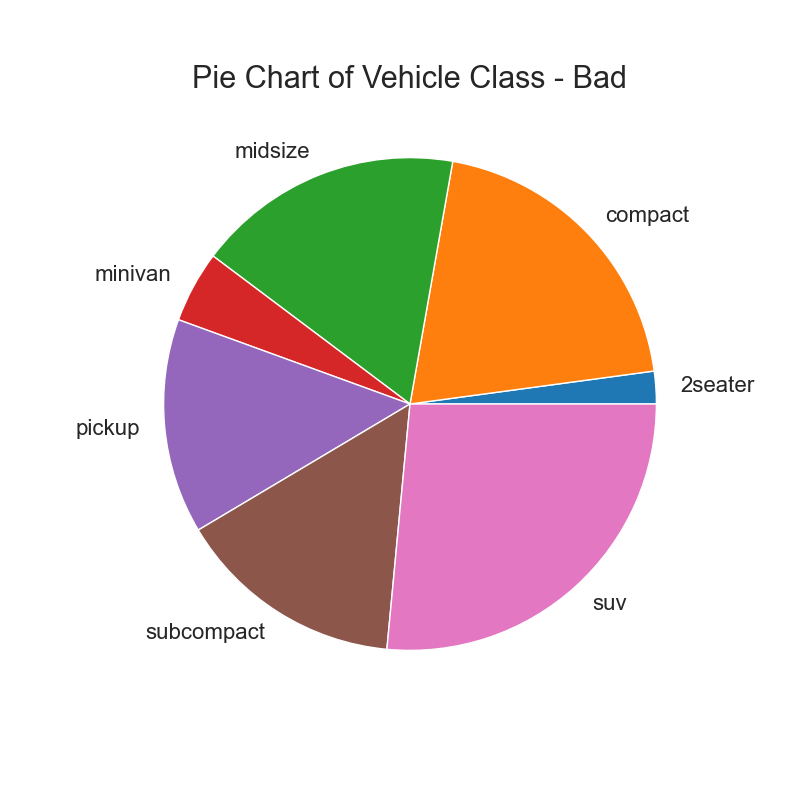 Pie Chart of Vehicle Class - Bad
midsize
compact
minivan
2seater
pickup
suv
subcompact